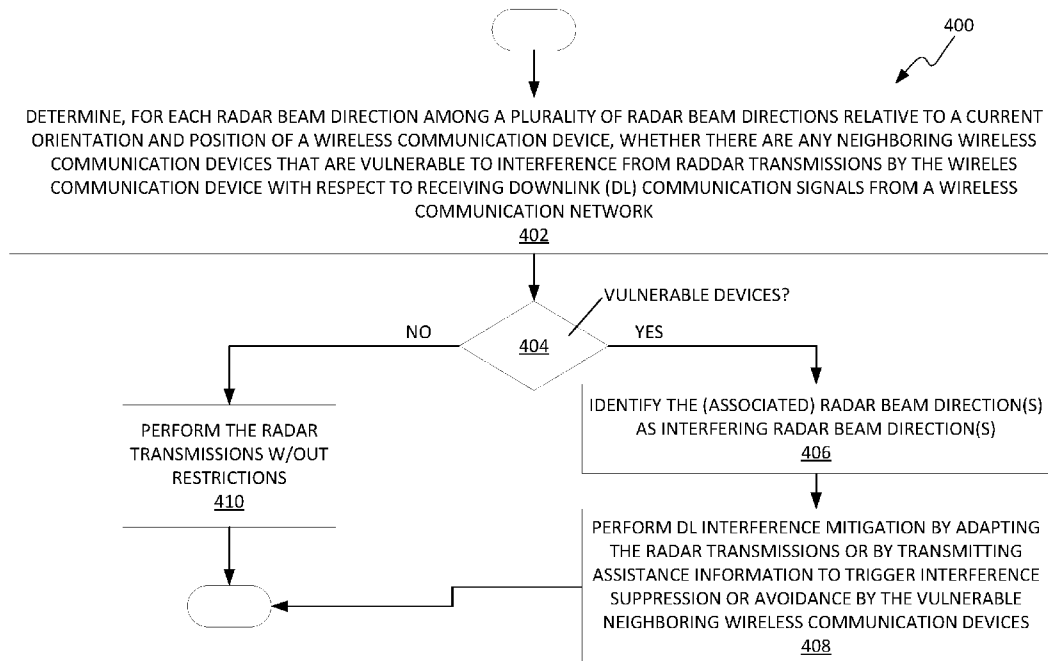 400
DETERMINE, FOR EACH RADAR BEAM DIRECTION AMONG A PLURALITY OF RADAR BEAM DIRECTIONS RELATIVE TO A CURRENT
ORIENTATION AND POSITION OF A WIRELESS COMMUNICATION DEVICE, WHETHER THERE ARE ANY NEIGHBORING WIRELESS
COMMUNICATION DEVICES THAT ARE VULNERABLE TO INTERFERENCE FROM RADDAR TRANSMISSIONS BY THE WIRELES
COMMUNICATION DEVICE WITH RESPECT TO RECEIVING DOWNLINK (DL) COMMUNICATION SIGNALS FROM A WIRELESS
COMMUNICATION NETWORK
402
VULNERABLE DEVICES?
NO
404
YES
IDENTIFY THE (ASSOCIATED) RADAR BEAM DIRECTION(S)
AS INTERFERING RADAR BEAM DIRECTION(S)
406
PERFORM THE RADAR
TRANSMISSIONS W/OUT
RESTRICTIONS
410
PERFORM DL INTERFERENCE MITIGATION BY ADAPTING
THE RADAR TRANSMISSIONS OR BY TRANSMITTING
ASSISTANCE INFORMATION TO TRIGGER INTERFERENCE
SUPPRESSION OR AVOIDANCE BY THE VULNERABLE
NEIGHBORING WIRELESS COMMUNICATION DEVICES
408